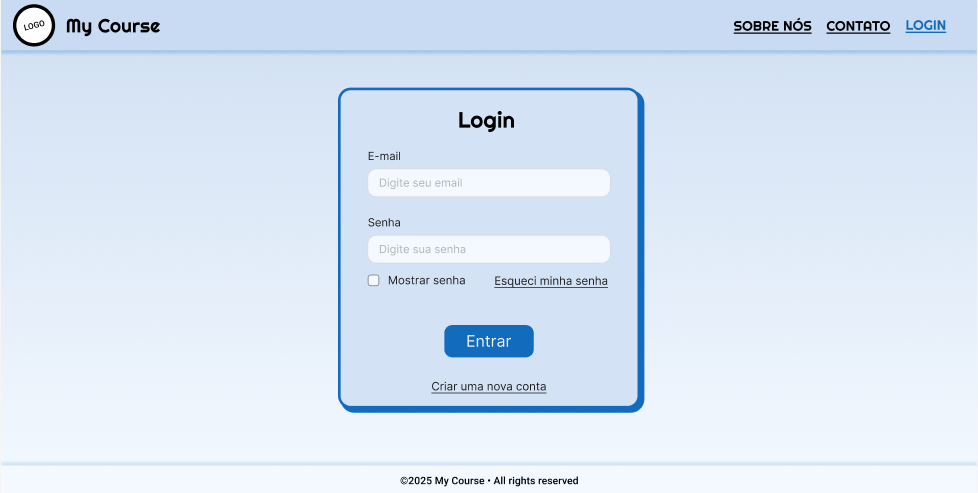 LOGO My Course SOBRE NÓS CONTATO LOGIN
Login
E-mail
Digite seu email
Senha
Digite sua senha
Mostrar senha Esqueci minha senha
Entrar
Criar uma nova conta
©2025 My Course • All rights reserved